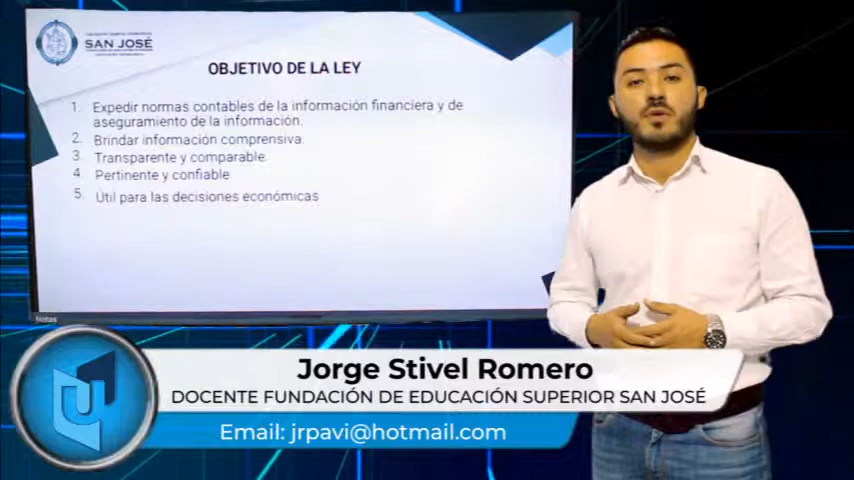 SAN JOSÉ
OBJETIVO DE LA LEY
1. Expedir normas contables de la información financiera y de
aseguramiento de la información.
2. Brindar información comprensiva.
3. Transparente y comparable.
4. Pertinente y confiable
5. Útil para las decisiones económicas
Notas
Jorge Stivel Romero
DOCENTE FUNDACIÓN DE EDUCACIÓN SUPERIOR SAN JOSÉ
Email: jrpavi@hotmail.com